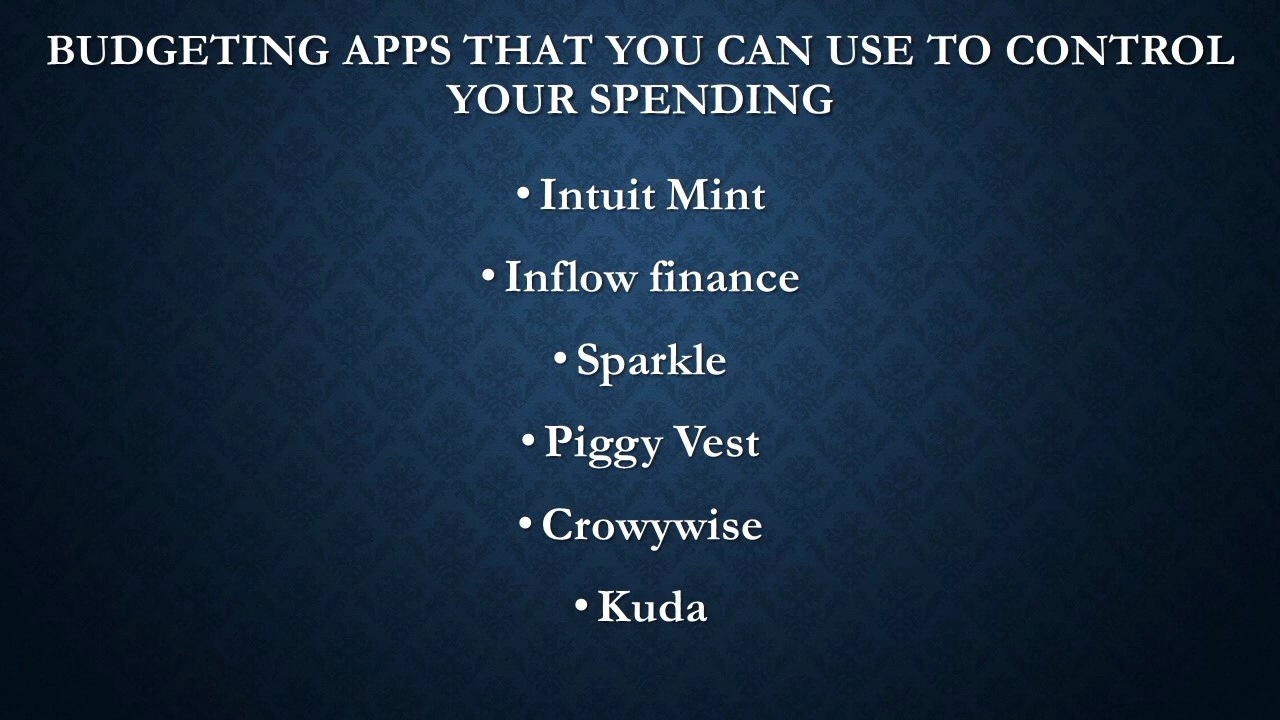 BUDGETING APPS THAT YOU CAN USE TO CONTROL
YOUR SPENDING
• Intuit Mint
• Inflow finance
• Sparkle
• Piggy Vest
• Crowywise
• Kuda